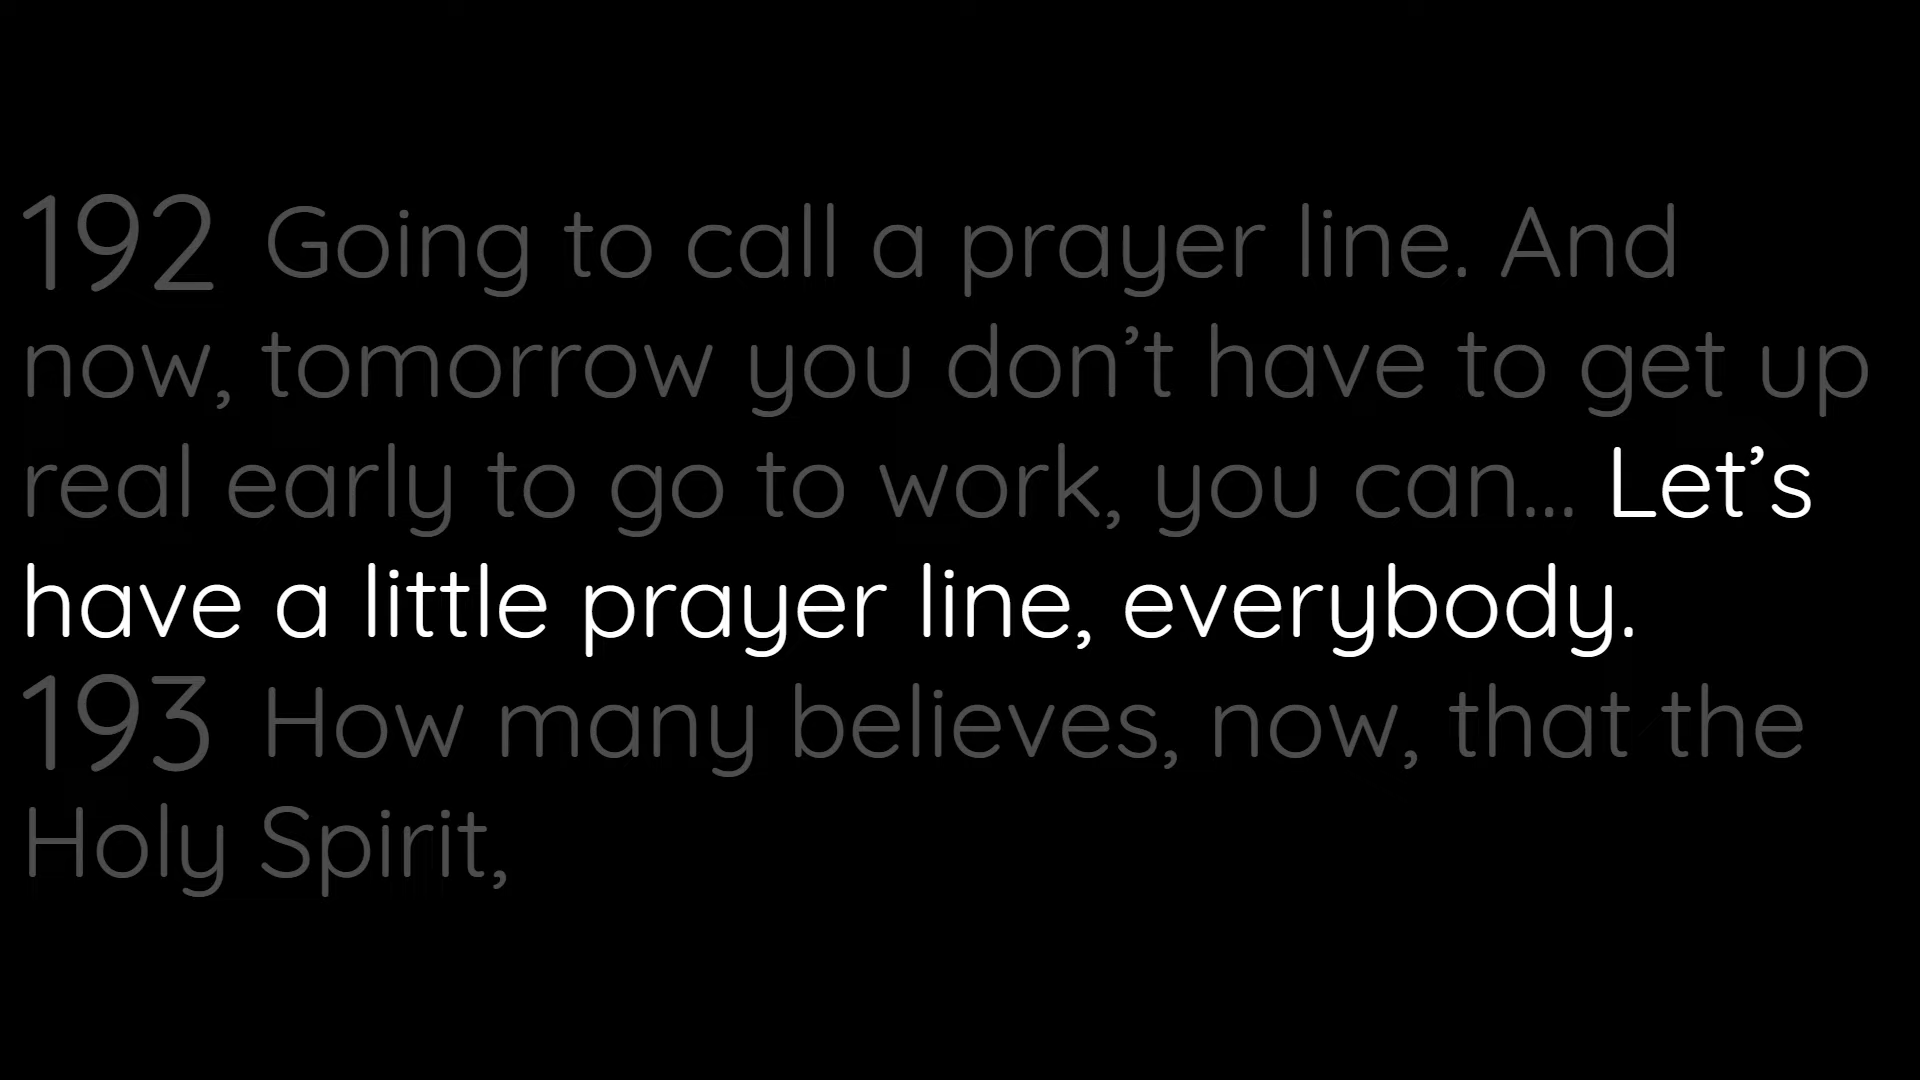 192 Going to call a prayer line. And
now, tomorrow you don’t have to get up
real early to go to work, you can... Let’s
have a little prayer line, everybody.
193 How many believes, now, that the
Holy Spirit,